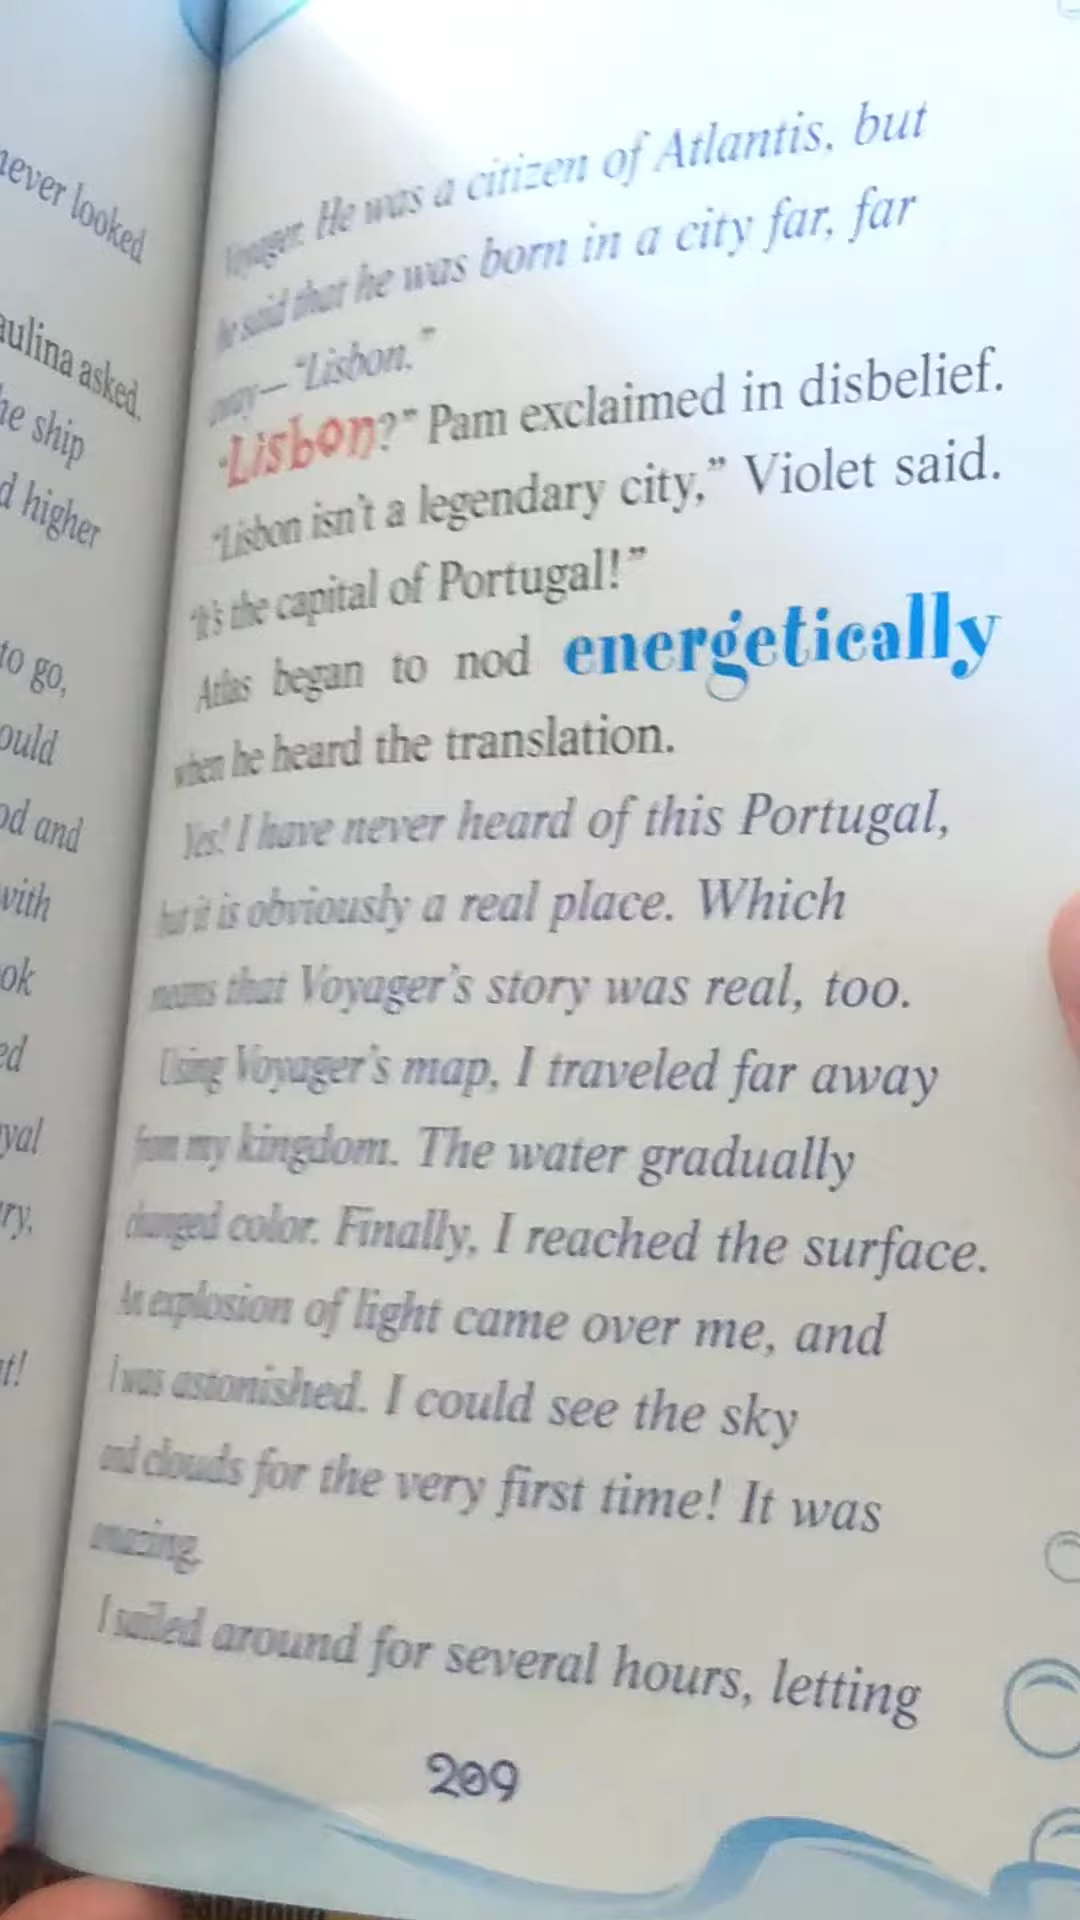 never looked
aulina asked.
he ship
d higher
to go,
ould
od and
with
ok
ed
yal
ry,
t!
Voyager. He was a citizen of Atlantis, but
he said that he was born in a city far, far
away—“Lisbon.”
“Lisbon?” Pam exclaimed in disbelief.
“Lisbon isn’t a legendary city,” Violet said.
“It’s the capital of Portugal!”
Atlas began to nod energetically
when he heard the translation.
Yes! I have never heard of this Portugal,
but it is obviously a real place. Which
means that Voyager’s story was real, too.
Using Voyager’s map, I traveled far away
from my kingdom. The water gradually
changed color. Finally, I reached the surface.
An explosion of light came over me, and
I was astonished. I could see the sky
and clouds for the very first time! It was
amazing.
I sailed around for several hours, letting
209